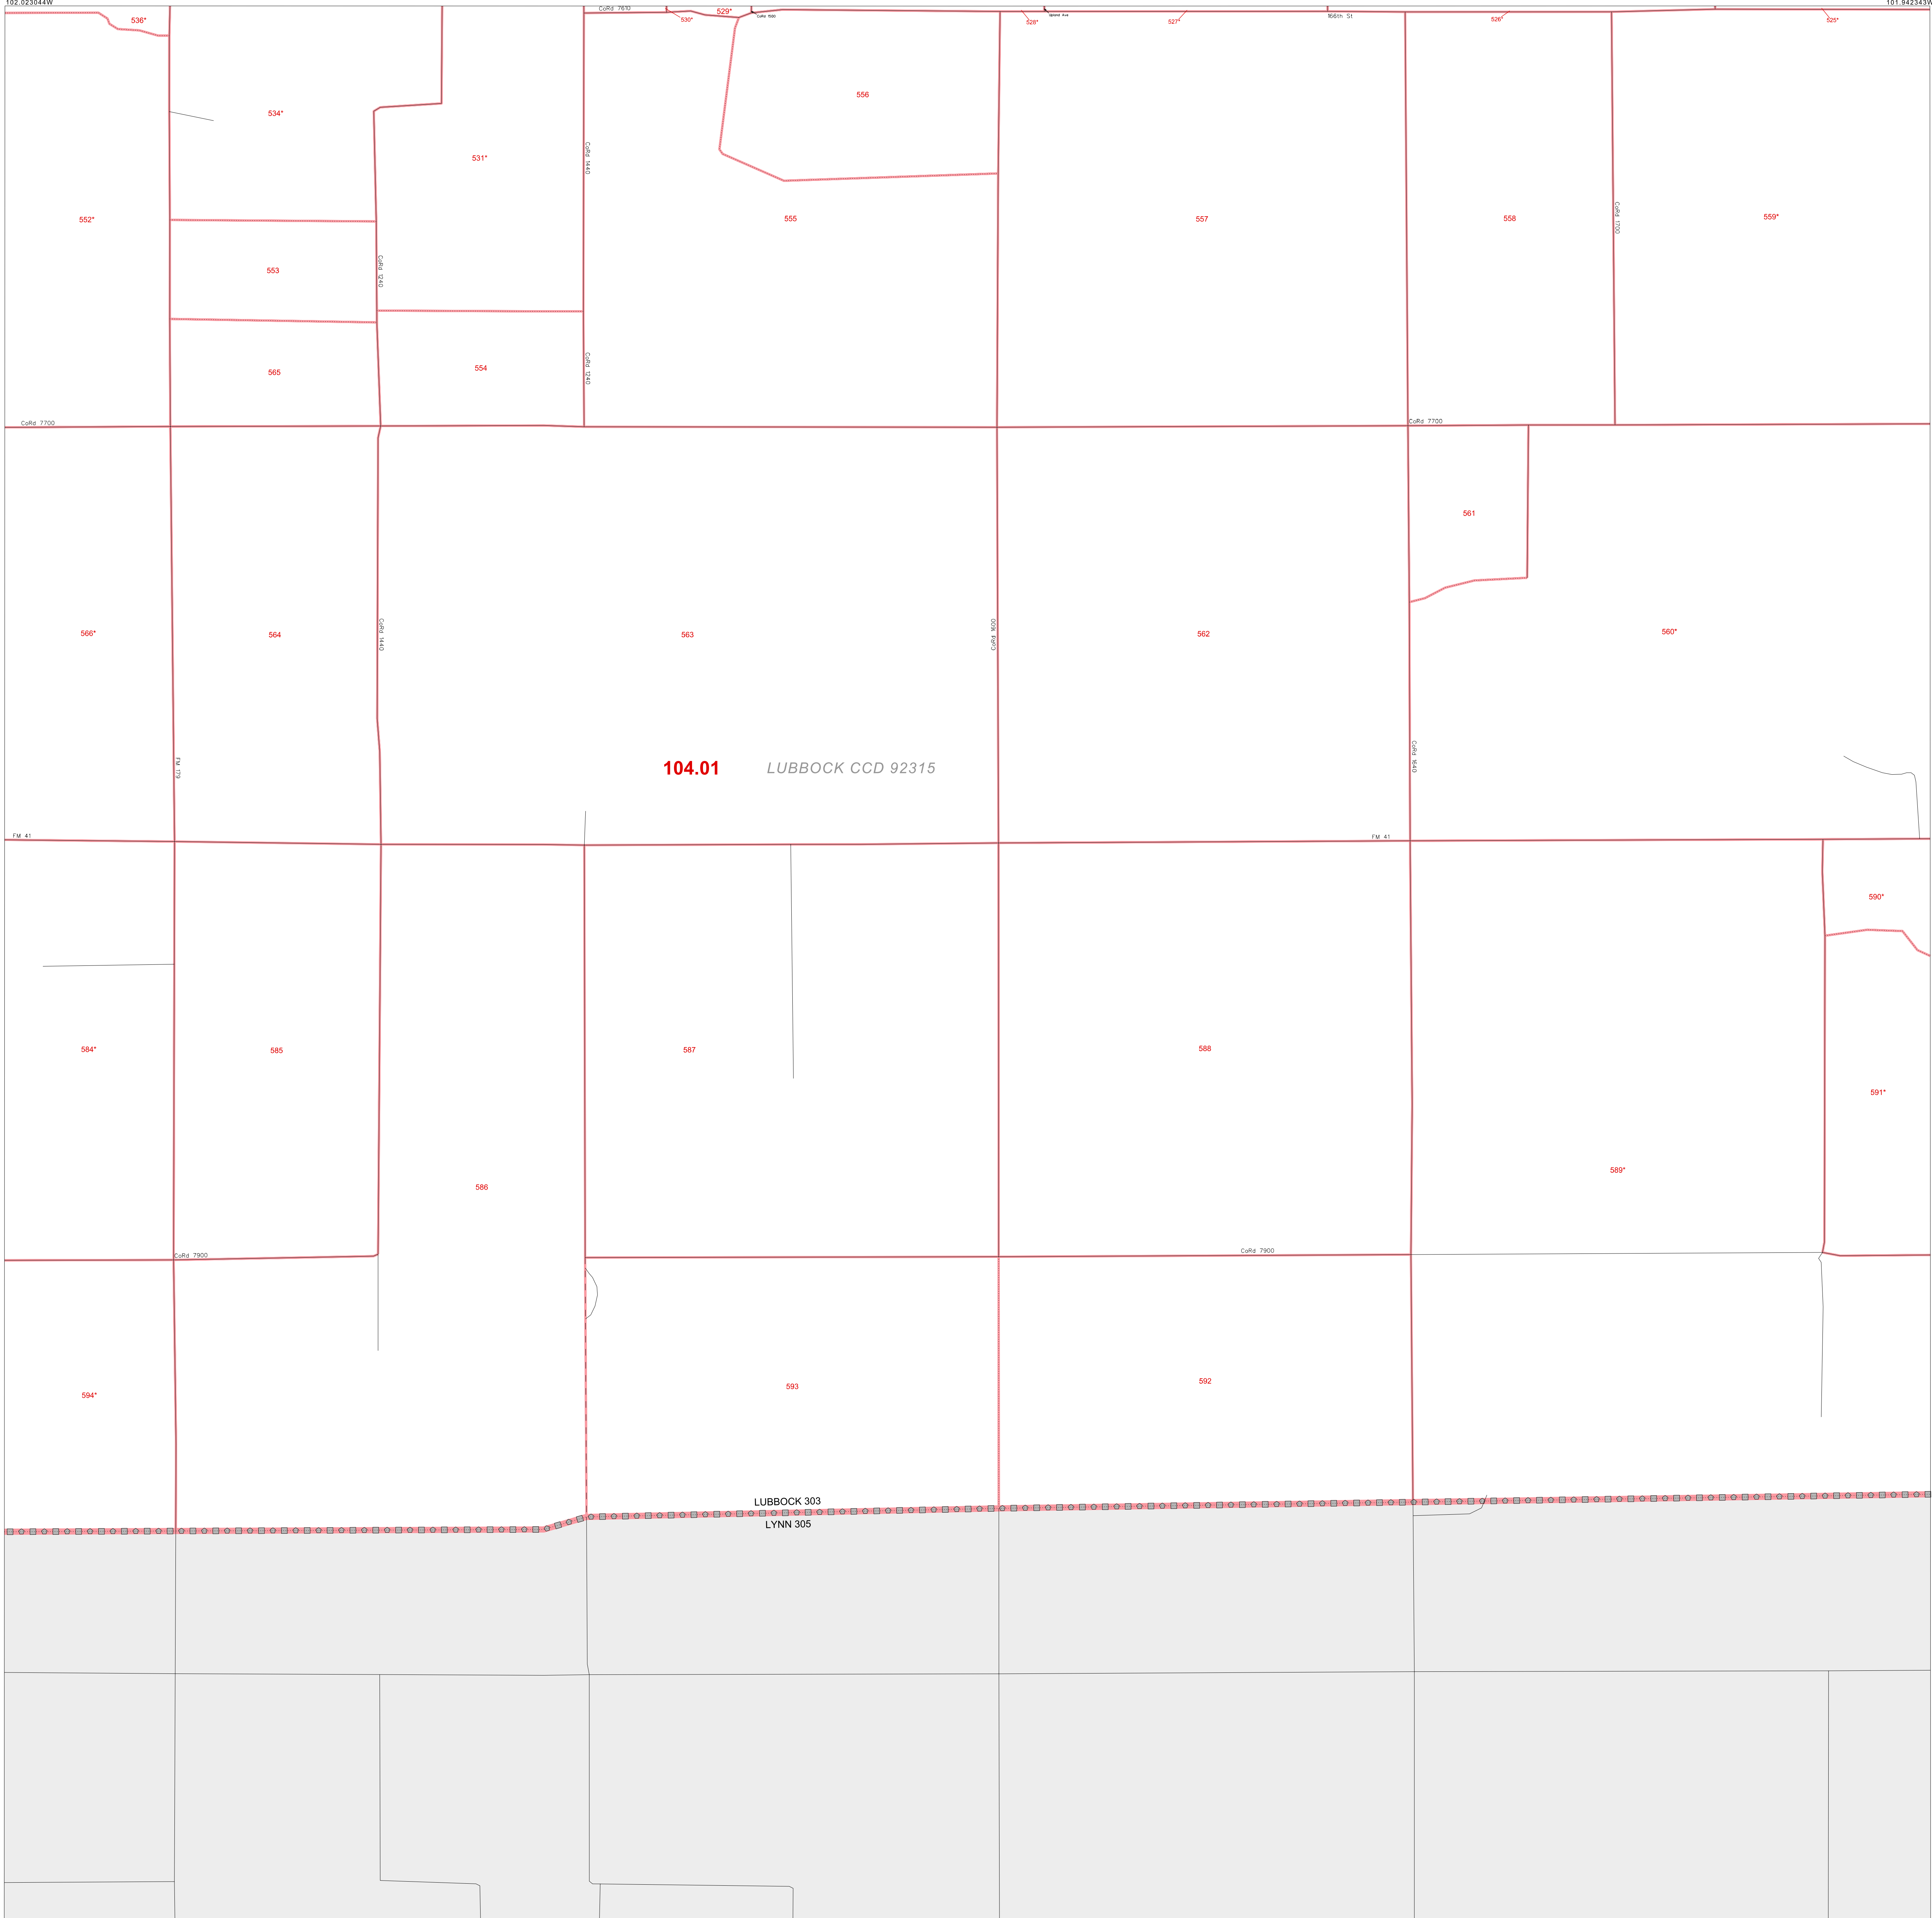 102.023044W
101.942343W
CoRd 7610
536*
530*
529*
CoRd 1500
528*
Upland Ave
527*
166th St
526*
525*
534*
531*
556
CoRd 1440
552*
555
557
558
CoRd 1700
559*
553
CoRd 1240
565
554
CoRd 1240
CoRd 7700
CoRd 7700
561
566*
564
CoRd 1440
563
CoRd 1600
562
560*
FM 179
104.01
LUBBOCK CCD 92315
CoRd 1640
FM 41
FM 41
590*
584*
585
587
588
591*
586
589*
CoRd 7900
CoRd 7900
594*
593
592
LUBBOCK 303
LYNN 305